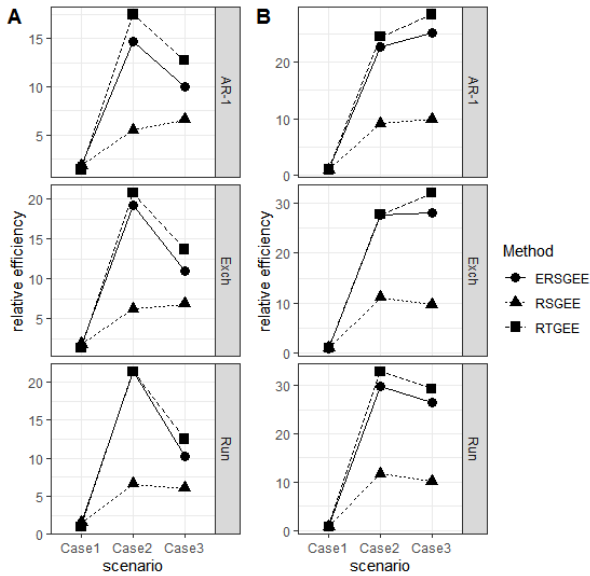 A
B
15
10
5
AR-1
20
10
0
AR-1
20
15
10
5
Exch
30
20
10
0
Exch
20
15
10
5
0
Run
30
20
10
0
Run
relative efficiency
relative efficiency
Case1 Case2 Case3
scenario
Case1 Case2 Case3
scenario
Method
ERSGEE
RSGEE
RTGEE